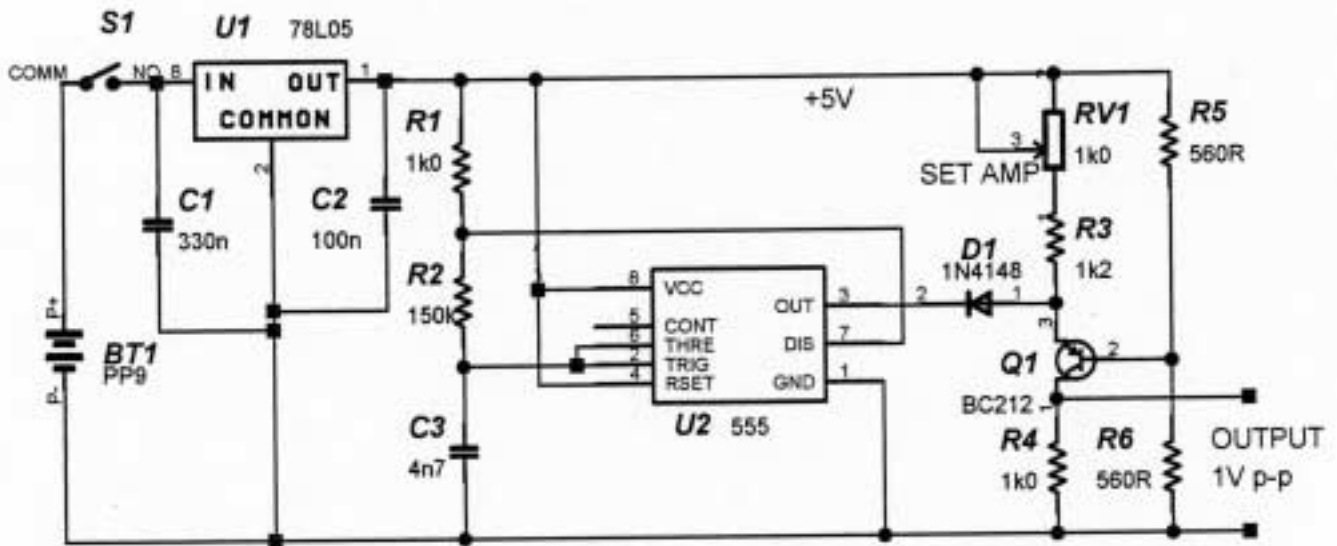 S1
U1 78L05
COMM
NO
8
IN OUT
1
COMMON
2
+5V
R1
1k0
RV1
3
1k0
SET AMP
R5
560R
C1
330n
C2
100n
R2
150k
R3
1k2
1
D1
1N4148
2
1
8
VCC
OUT
3
5
CONT
6
THRE
DIS
7
2
TRIG
4
RSET
GND
1
U2 555
P+
BT1
PP9
P-
3
Q1
2
BC212
1
C3
4n7
R4
1k0
R6
560R
OUTPUT
1V p-p